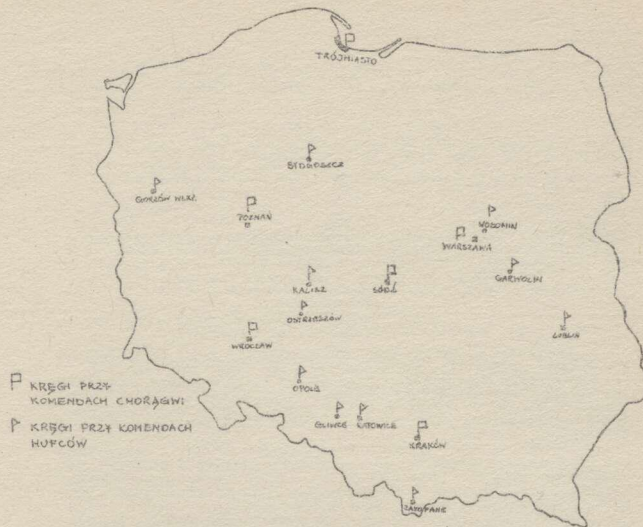 TRÓJMIASTO
BYDGOSZCZ
GORZÓW WLKP.
POZNAŃ
WOŁOMIN
WARSZAWA
GARWOLIN
KALISZ
ŁÓDŹ
OSTRZESZÓW
LUBLIN
WROCŁAW
OPOLE
KRĘGI PRZY
KOMENDACH CHORĄGWI
GLIWICE
KATOWICE
KRĘGI PRZY KOMENDACH
HUFCÓW
KRAKÓW
ZAKOPANE